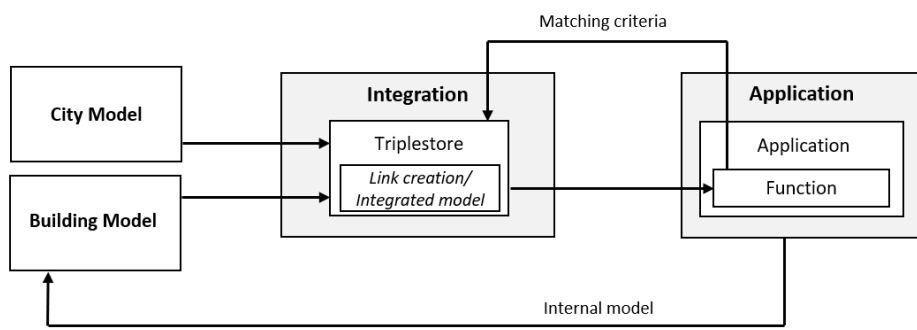 Matching criteria
City Model
Building Model
Integration
Triplestore
Link creation/
Integrated model
Application
Application
Function
Internal model